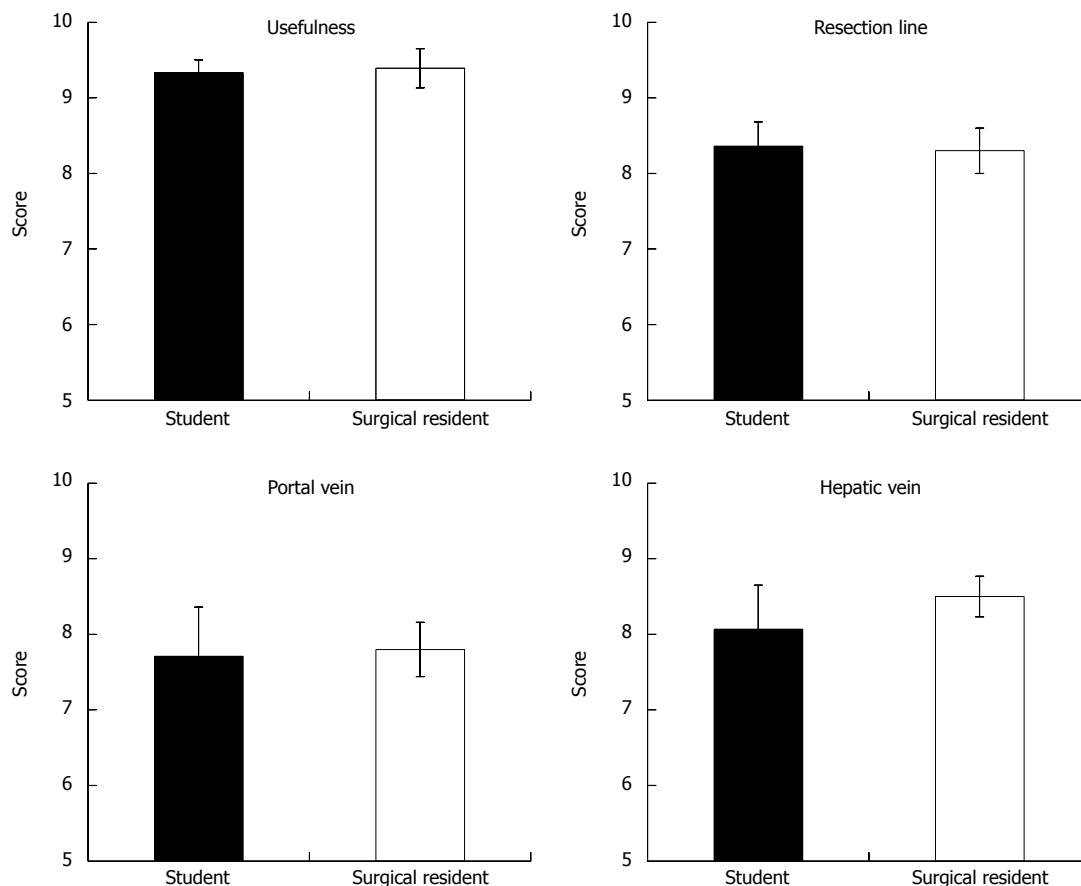 Usefulness
10
9
8
7
6
5
Score
Student
Surgical resident
Resection line
10
9
8
7
6
5
Score
Student
Surgical resident
Portal vein
10
9
8
7
6
5
Score
Student
Surgical resident
Hepatic vein
10
9
8
7
6
5
Score
Student
Surgical resident